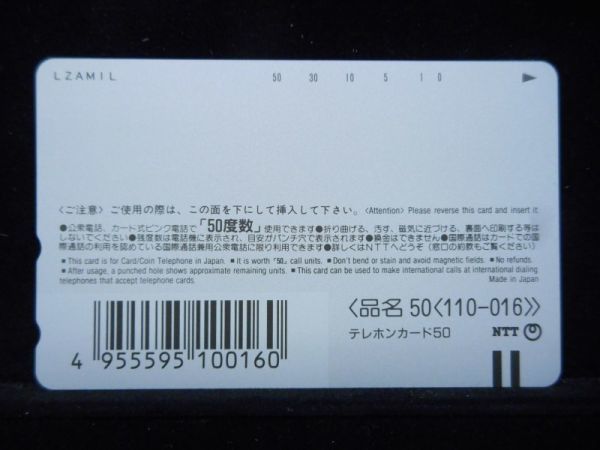 LZAMIL 50 30 10 5 1 0
〈ご注意〉ご使用の際は、この面を下にして挿入して下さい。〈Attention〉Please reverse this card and insert it.
●公衆電話、カード式ピンク電話で「50度数」使用できます●折り曲げる、汚す、磁気に近づける、裏面へ印刷する等は
しないでください●残度数は電話機に表示され、目安がパンチ穴で表示されます●換金はできません●国際通話はカードでの国
際通話の利用を認めている国際通話兼用公衆電話に限り利用できます●詳しくはNTTへどうぞ（窓口の約款もご覧ください）
■This card is for Card/Coin Telephone in Japan. ■It is worth「50」call units. ■Don't bend or stain and avoid magnetic fields. ■No refunds.
■After usage, a punched hole shows approximate remaining units. ■This card can be used to make international calls at international dialing
telephones that accept telephone cards. Made in Japan
〈品名 50〈110-016〉〉
テレホンカード50 NTT
4 955595 100160